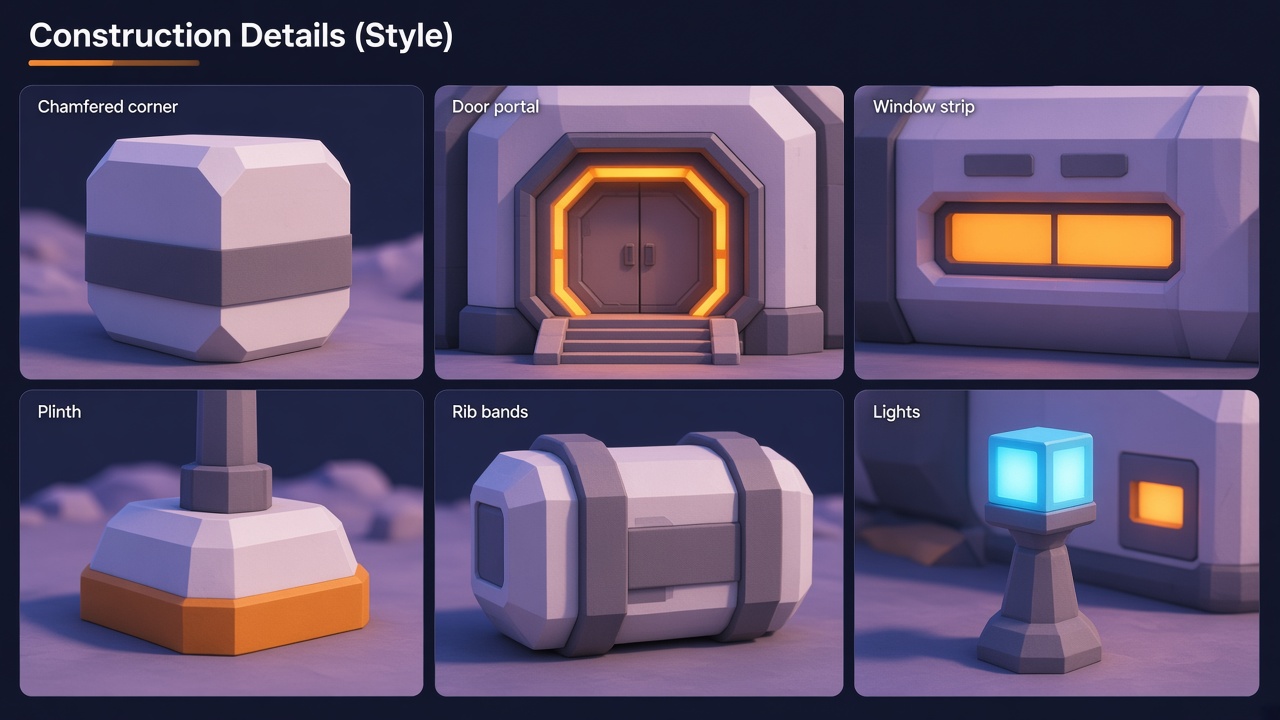 Construction Details (Style)
Chamfered corner
Door portal
Window strip
Plinth
Rib bands
Lights